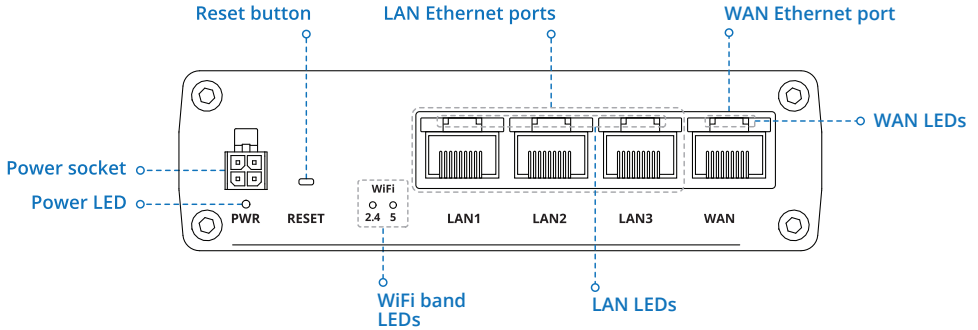 Reset button
LAN Ethernet ports
WAN Ethernet port
WAN LEDs
Power socket
Power LED
WiFi
2.4 5
PWR
RESET
LAN1
LAN2
LAN3
WAN
WiFi band
LEDs
LAN LEDs